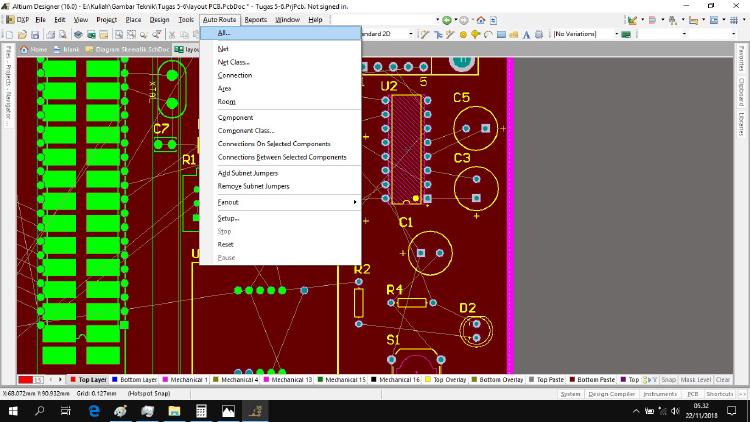 Altium Designer (16.0) - E:\Kuliah\Gambar Teknik\Tugas 5-6\layout PCB.PcbDoc * - Tugas 5-6.PrjPcb. Not signed in.
DXP File Edit View Project Place Design Tools Auto Route Reports Window Help
andard 2D [No Variations]
Home blank Diagram Skematik.SchDoc layou
All...
Net
Net Class...
Connection
Area
Room
Component
Component Class...
Connections On Selected Components
Connections Between Selected Components
Add Subnet Jumpers
Remove Subnet Jumpers
Fanout
Setup...
Stop
Reset
Pause
Files
Projects
Navigator
Favorites
Clipboard
Libraries
XTAL
C7
R1
U
5
U2
C5
C3
C1
R2
R4
D2
S1
LS Top Layer Bottom Layer Mechanical 1 Mechanical 4 Mechanical 13 Mechanical 15 Mechanical 16 Top Overlay Bottom Overlay Top Paste Bottom Paste Top Snap Mask Level Clear
X:68.072mm Y:90.932mm Grid: 0.127mm (Hotspot Snap) System Design Compiler Instruments PCB Shortcuts >>
05.32
22/11/2018